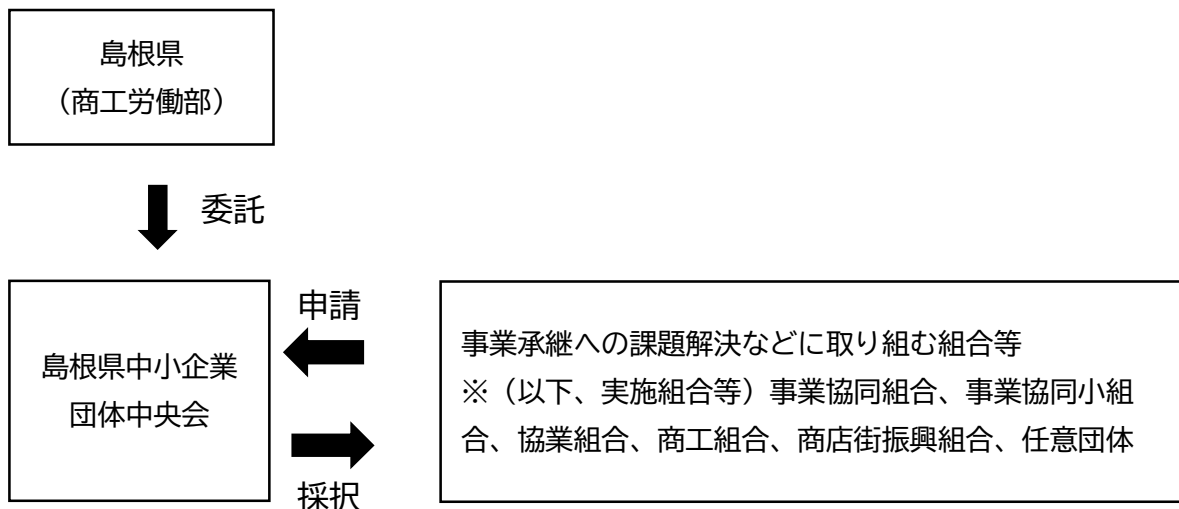 島根県
（商工労働部）
委託
島根県中小企業
団体中央会
申請
採択
事業承継への課題解決などに取り組む組合等
※（以下、実施組合等）事業協同組合、事業協同小組
合、協業組合、商工組合、商店街振興組合、任意団体